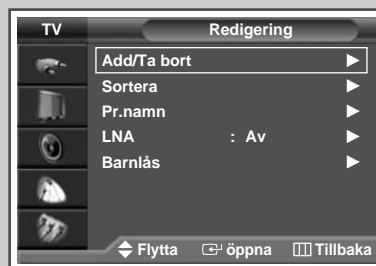 TV
Redigering
Add/Ta bort
Sortera
Pr.namn
LNA : Av
Barnlås
Flytta öppna Tillbaka